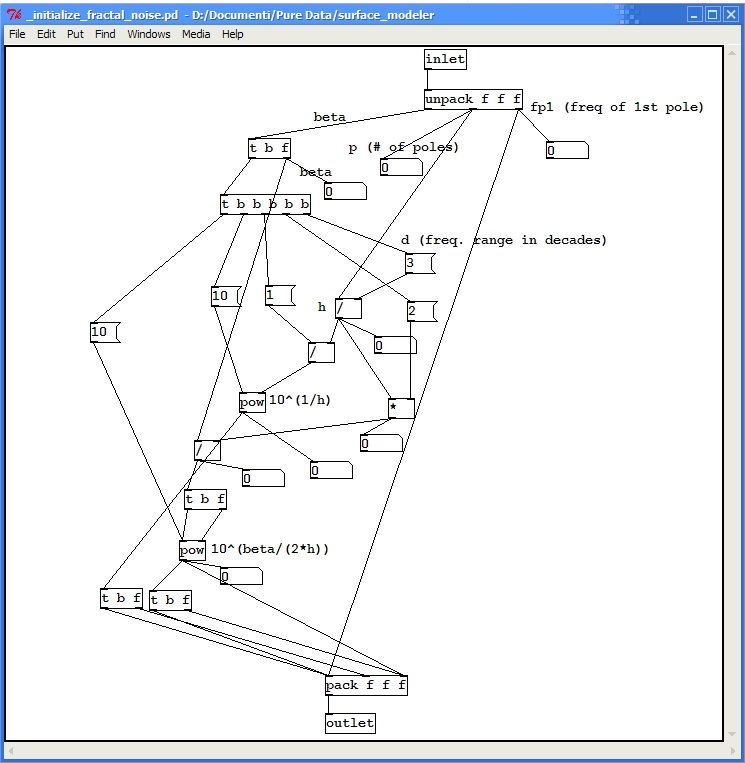 _initialize_fractal_noise.pd - D:/Documenti/Pure Data/surface_modeler
File Edit Put Find Windows Media Help
inlet
unpack f f f
fp1 (freq of 1st pole)
beta
t b f
p (# of poles)
0
0
beta
0
t b b b b b
d (freq. range in decades)
3
10
1
h
/
2
10
/
0
pow
10^(1/h)
*
/
0
0
0
t b f
pow
10^(beta/(2*h))
0
t b f
t b f
pack f f f
outlet